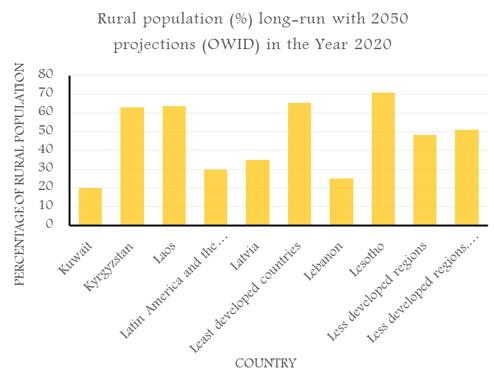 Rural population (%) long-run with 2050
projections (OWID) in the Year 2020
PERCENTAGE OF RURAL POPULATION
80
70
60
50
40
30
20
10
0
Kuwait
Kyrgyzstan
Laos
Latin America and the…
Latvia
Least developed countries
Lebanon
Lesotho
Less developed regions
Less developed regions,…
COUNTRY